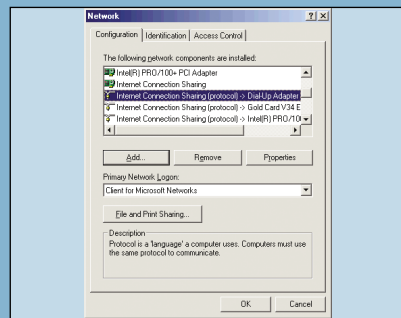 Network
Configuration Identification Access Control
The following network components are installed:
Intel(R) PRO/100+ PCI Adapter
Internet Connection Sharing
Internet Connection Sharing (protocol) -> Dial-Up Adapter
Internet Connection Sharing (protocol) -> Gold Card V34 E
Internet Connection Sharing (protocol) -> Intel(R) PRO/10
Add... Remove Properties
Primary Network Logon:
Client for Microsoft Networks
File and Print Sharing...
Description
Protocol is a 'language' a computer uses. Computers must use
the same protocol to communicate.
OK Cancel